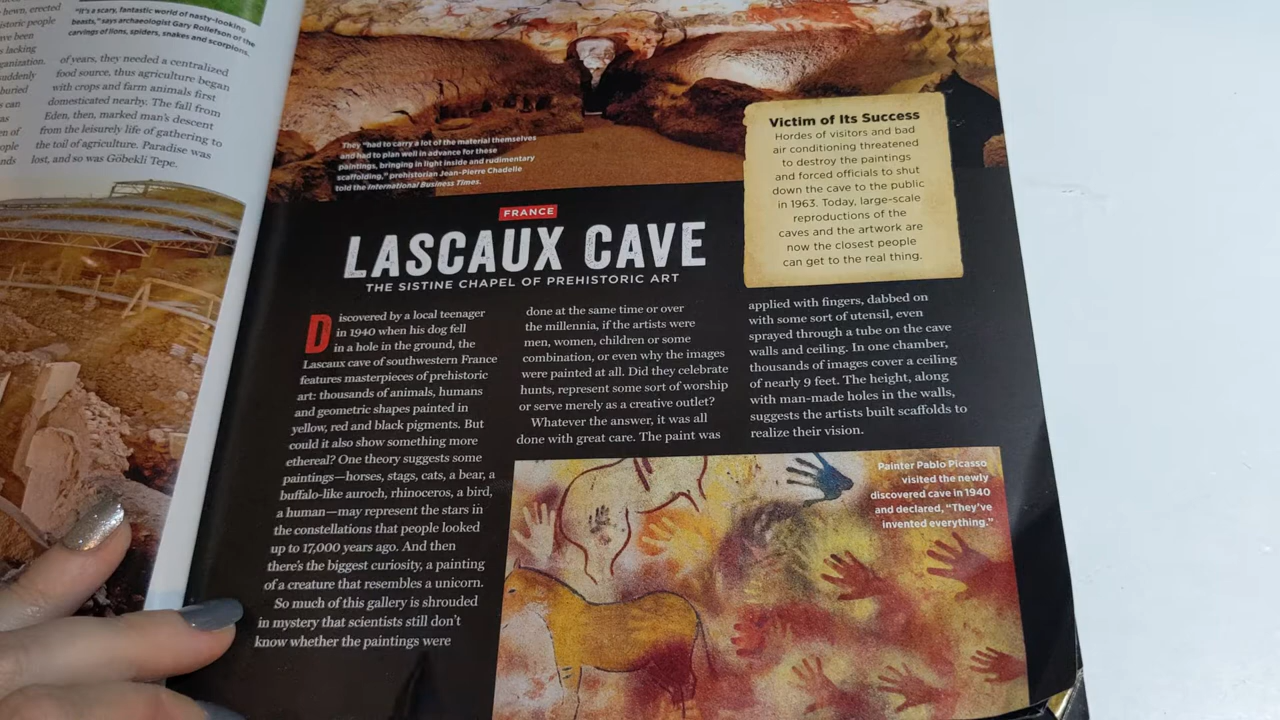 "It's a scary, fantastic world of nasty-looking
beasts," says archaeologist Gary Rollefson of the
carvings of lions, spiders, snakes and scorpions.
hewn, erected
istoric people
ave been
s lacking
ganization.
uddenly
buried
s can
as
en of
ople
nds
of years, they needed a centralized
food source, thus agriculture began
with crops and farm animals first
domesticated nearby. The fall from
Eden, then, marked man's descent
from the leisurely life of gathering to
the toil of agriculture. Paradise was
lost, and so was Göbekli Tepe.
They "had to carry a lot of the material themselves
and had to plan well in advance for these
paintings, bringing in light inside and rudimentary
scaffolding," prehistorian Jean-Pierre Chadelle
told the International Business Times.
Victim of Its Success
Hordes of visitors and bad
air conditioning threatened
to destroy the paintings
and forced officials to shut
down the cave to the public
in 1963. Today, large-scale
reproductions of the
caves and the artwork are
now the closest people
can get to the real thing.
FRANCE
LASCAUX CAVE
THE SISTINE CHAPEL OF PREHISTORIC ART
Discovered by a local teenager
in 1940 when his dog fell
in a hole in the ground, the
Lascaux cave of southwestern France
features masterpieces of prehistoric
art: thousands of animals, humans
and geometric shapes painted in
yellow, red and black pigments. But
could it also show something more
ethereal? One theory suggests some
paintings—horses, stags, cats, a bear, a
buffalo-like auroch, rhinoceros, a bird,
a human—may represent the stars in
the constellations that people looked
up to 17,000 years ago. And then
there's the biggest curiosity, a painting
of a creature that resembles a unicorn.
So much of this gallery is shrouded
in mystery that scientists still don't
know whether the paintings were
done at the same time or over
the millennia, if the artists were
men, women, children or some
combination, or even why the images
were painted at all. Did they celebrate
hunts, represent some sort of worship
or serve merely as a creative outlet?
Whatever the answer, it was all
done with great care. The paint was
applied with fingers, dabbed on
with some sort of utensil, even
sprayed through a tube on the cave
walls and ceiling. In one chamber,
thousands of images cover a ceiling
of nearly 9 feet. The height, along
with man-made holes in the walls,
suggests the artists built scaffolds to
realize their vision.
Painter Pablo Picasso
visited the newly
discovered cave in 1940
and declared, "They've
invented everything."